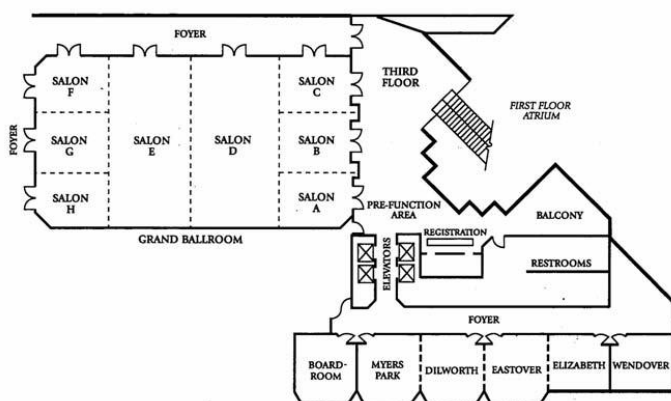 FOYER
SALON
F
SALON
C
THIRD
FLOOR
FIRST FLOOR
ATRIUM
FOYER
SALON
G
SALON
E
SALON
D
SALON
B
SALON
H
SALON
A
PRE-FUNCTION
AREA
BALCONY
GRAND BALLROOM
REGISTRATION
ELEVATORS
RESTROOMS
FOYER
BOARD-
ROOM
MYERS
PARK
DILWORTH
EASTOVER
ELIZABETH
WENDOVER